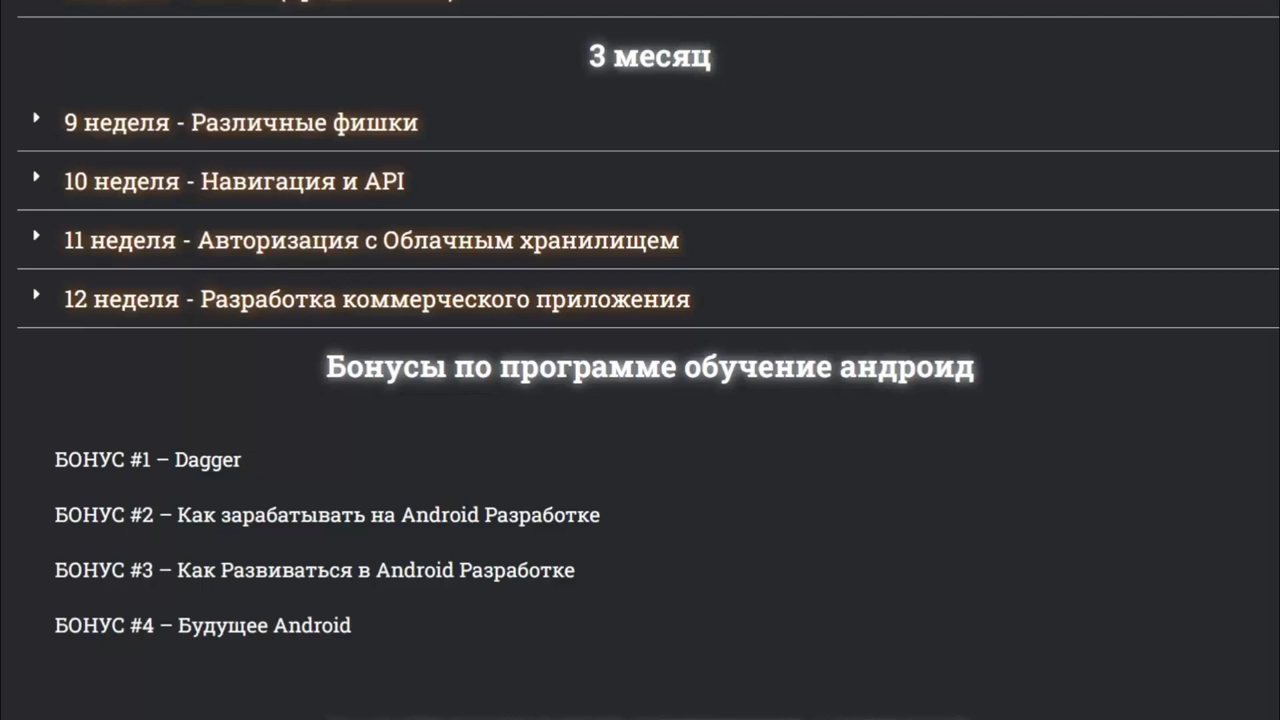 3 месяц
9 неделя - Различные фишки
10 неделя - Навигация и API
11 неделя - Авторизация с Облачным хранилищем
12 неделя - Разработка коммерческого приложения
Бонусы по программе обучение андроид
БОНУС #1 – Dagger
БОНУС #2 – Как зарабатывать на Android Разработке
БОНУС #3 – Как Развиваться в Android Разработке
БОНУС #4 – Будущее Android